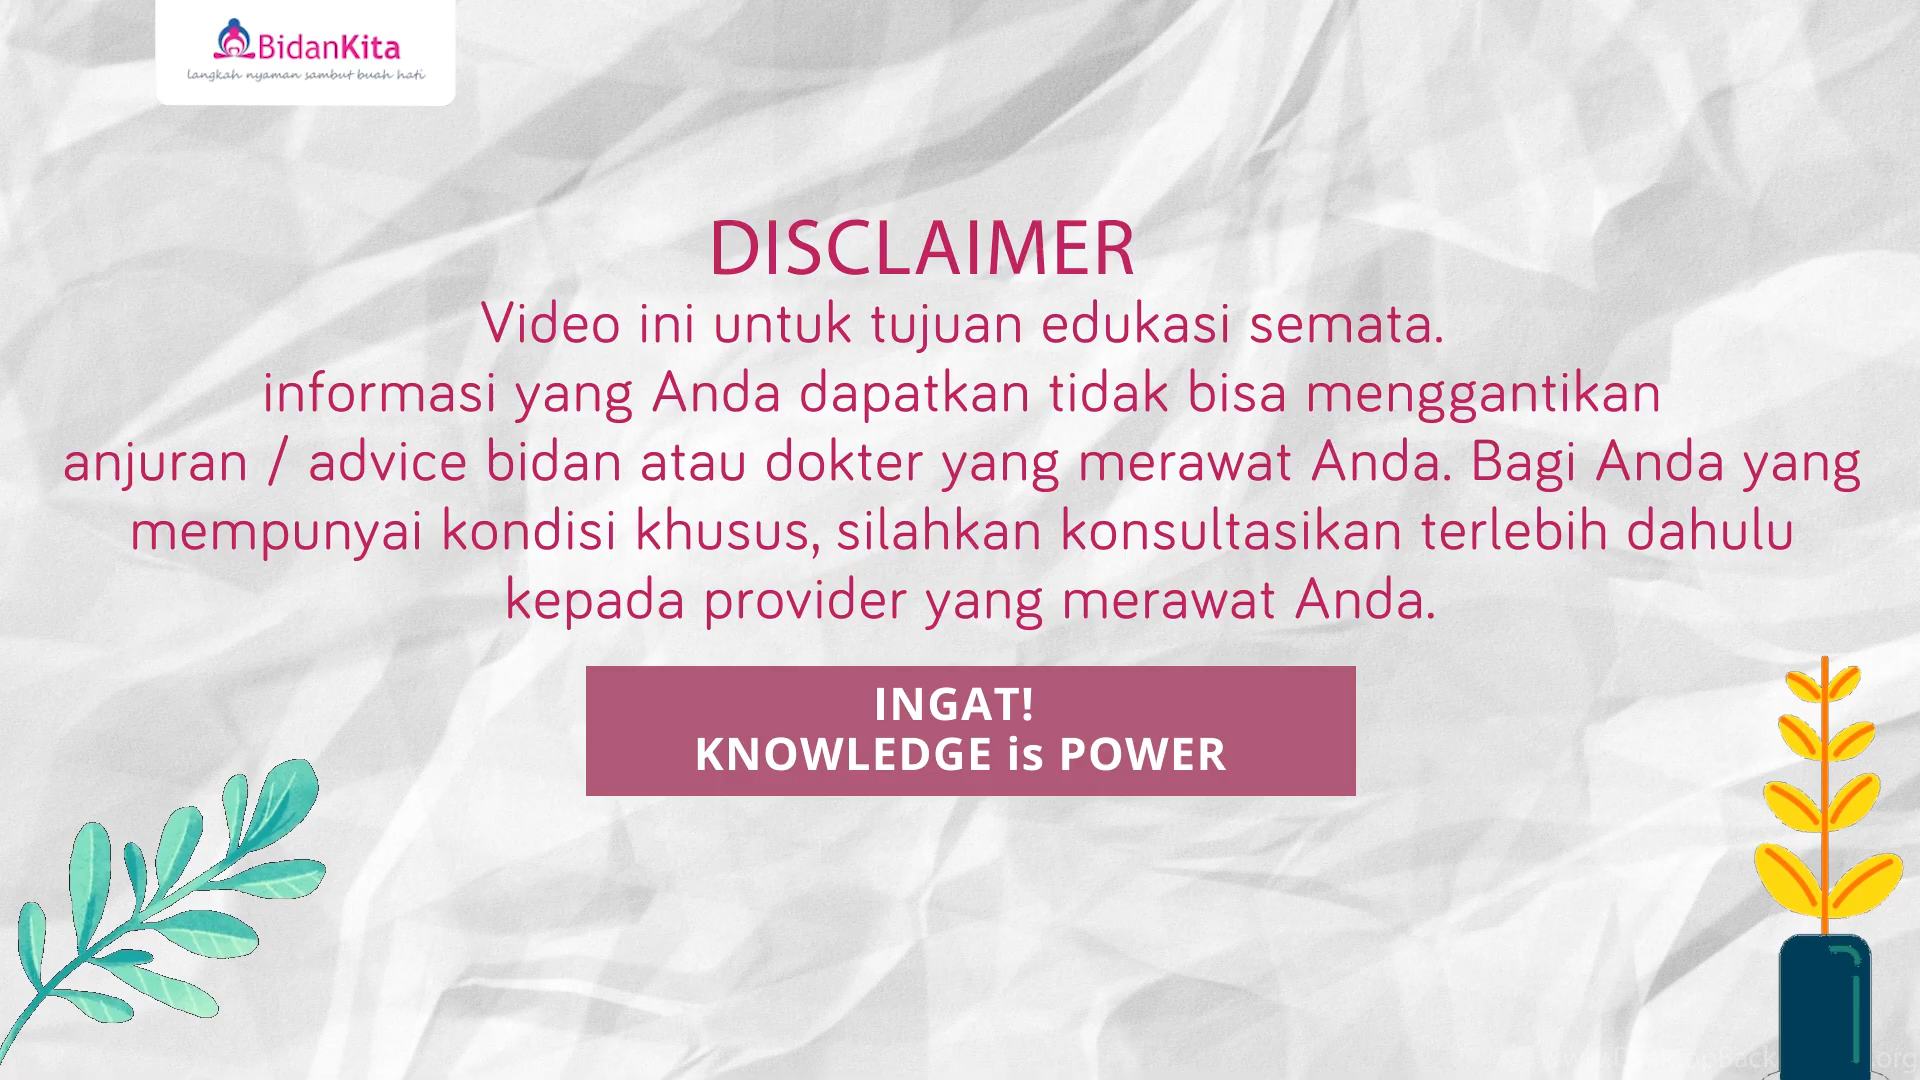 BidanKita
langkah nyaman sambut buah hati
DISCLAIMER
Video ini untuk tujuan edukasi semata.
informasi yang Anda dapatkan tidak bisa menggantikan
anjuran / advice bidan atau dokter yang merawat Anda. Bagi Anda yang
mempunyai kondisi khusus, silahkan konsultasikan terlebih dahulu
kepada provider yang merawat Anda.
INGAT!
KNOWLEDGE is POWER